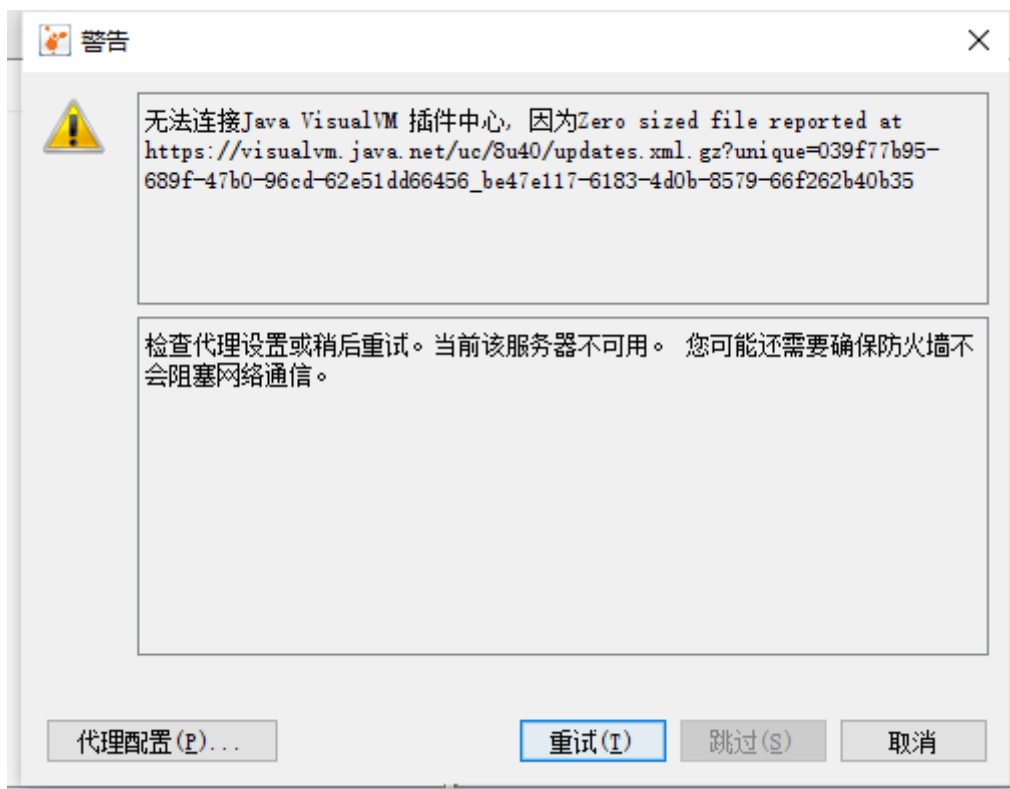 警告
无法连接Java VisualVM 插件中心, 因为Zero sized file reported at
https://visualvm.java.net/uc/8u40/updates.xml.gz?unique=039f77b95-
689f-47b0-96cd-62e51dd66456_be47e117-6183-4d0b-8579-66f262b40b35
检查代理设置或稍后重试。当前该服务器不可用。 您可能还需要确保防火墙不
会阻塞网络通信。
代理配置(P)...
重试(T)
跳过(S)
取消